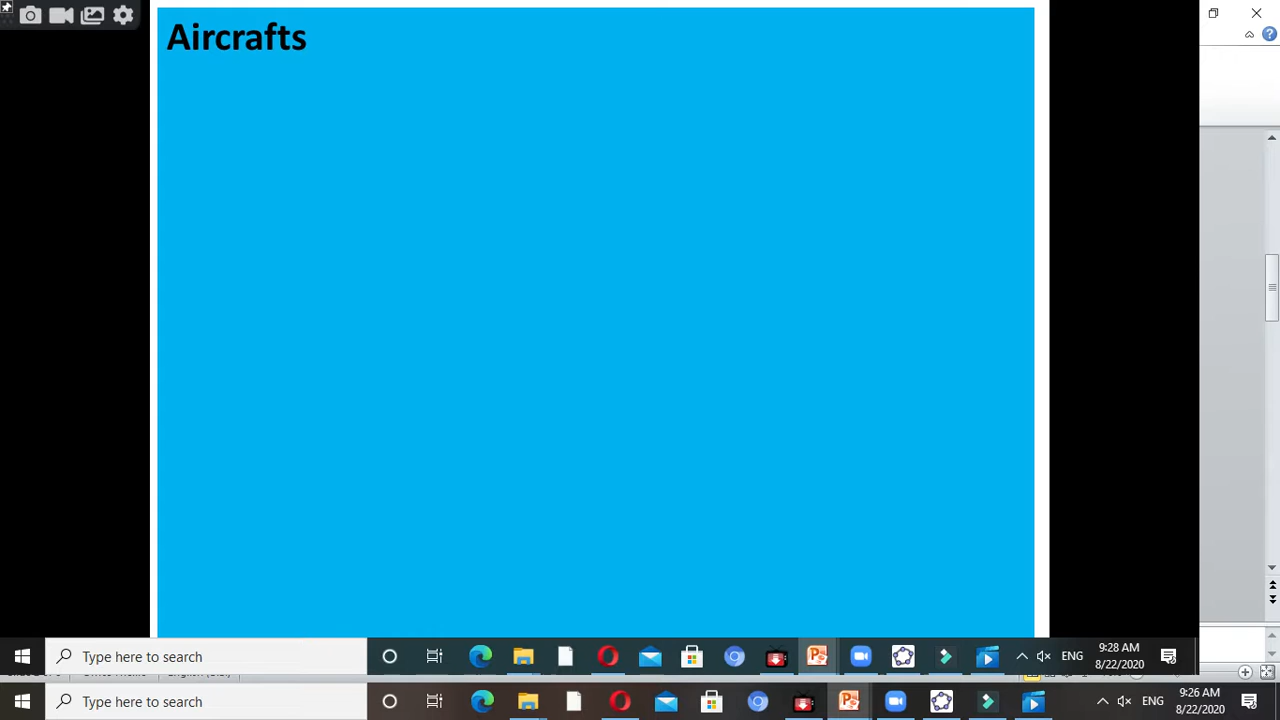 Aircrafts
Type here to search
ENG
9:28 AM
8/22/2020
Type here to search
ENG
9:26 AM
8/22/2020